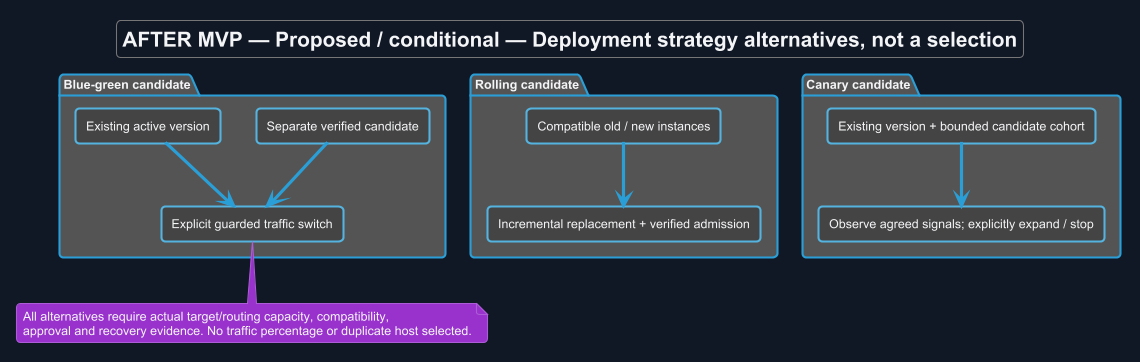 AFTER MVP — Proposed / conditional — Deployment strategy alternatives, not a selection
Blue-green candidate
Existing active version
Separate verified candidate
Explicit guarded traffic switch
Rolling candidate
Compatible old / new instances
Incremental replacement + verified admission
Canary candidate
Existing version + bounded candidate cohort
Observe agreed signals; explicitly expand / stop
All alternatives require actual target/routing capacity, compatibility,
approval and recovery evidence. No traffic percentage or duplicate host selected.